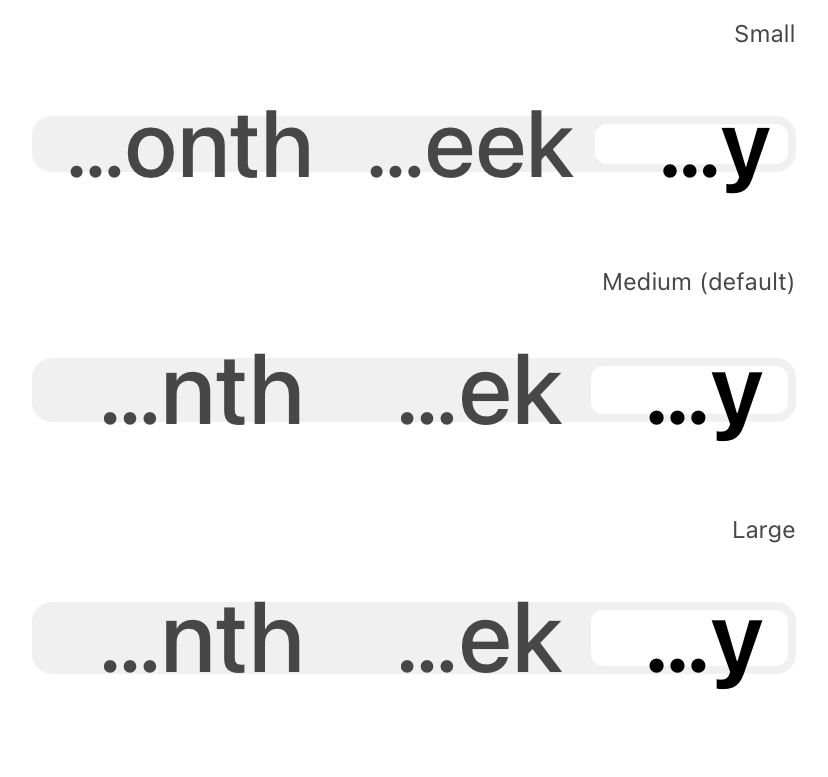 Small
...onth ...eek ...y
Medium (default)
...nth ...ek ...y
Large
...nth ...ek ...y